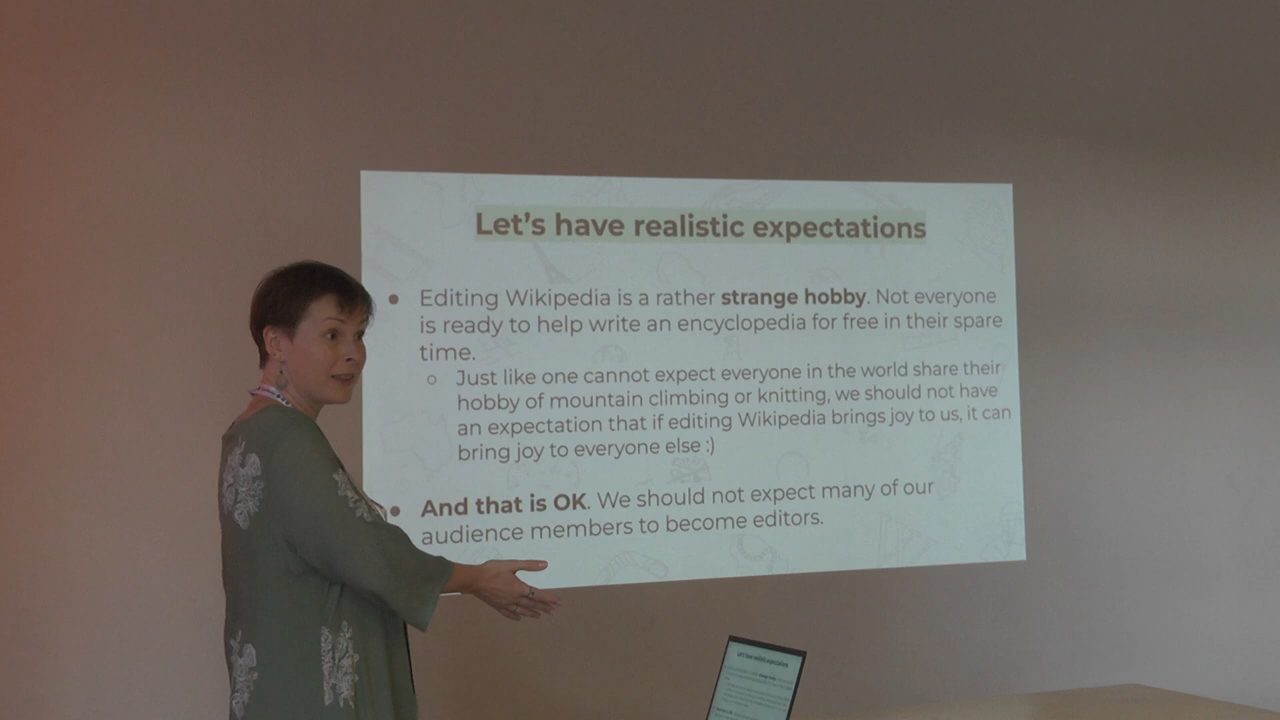 Let's have realistic expectations
● Editing Wikipedia is a rather strange hobby. Not everyone
is ready to help write an encyclopedia for free in their spare
time.
○ Just like one cannot expect everyone in the world share their
hobby of mountain climbing or knitting, we should not have
an expectation that if editing Wikipedia brings joy to us, it can
bring joy to everyone else :)
● And that is OK. We should not expect many of our
audience members to become editors.
Let's have realistic expectations